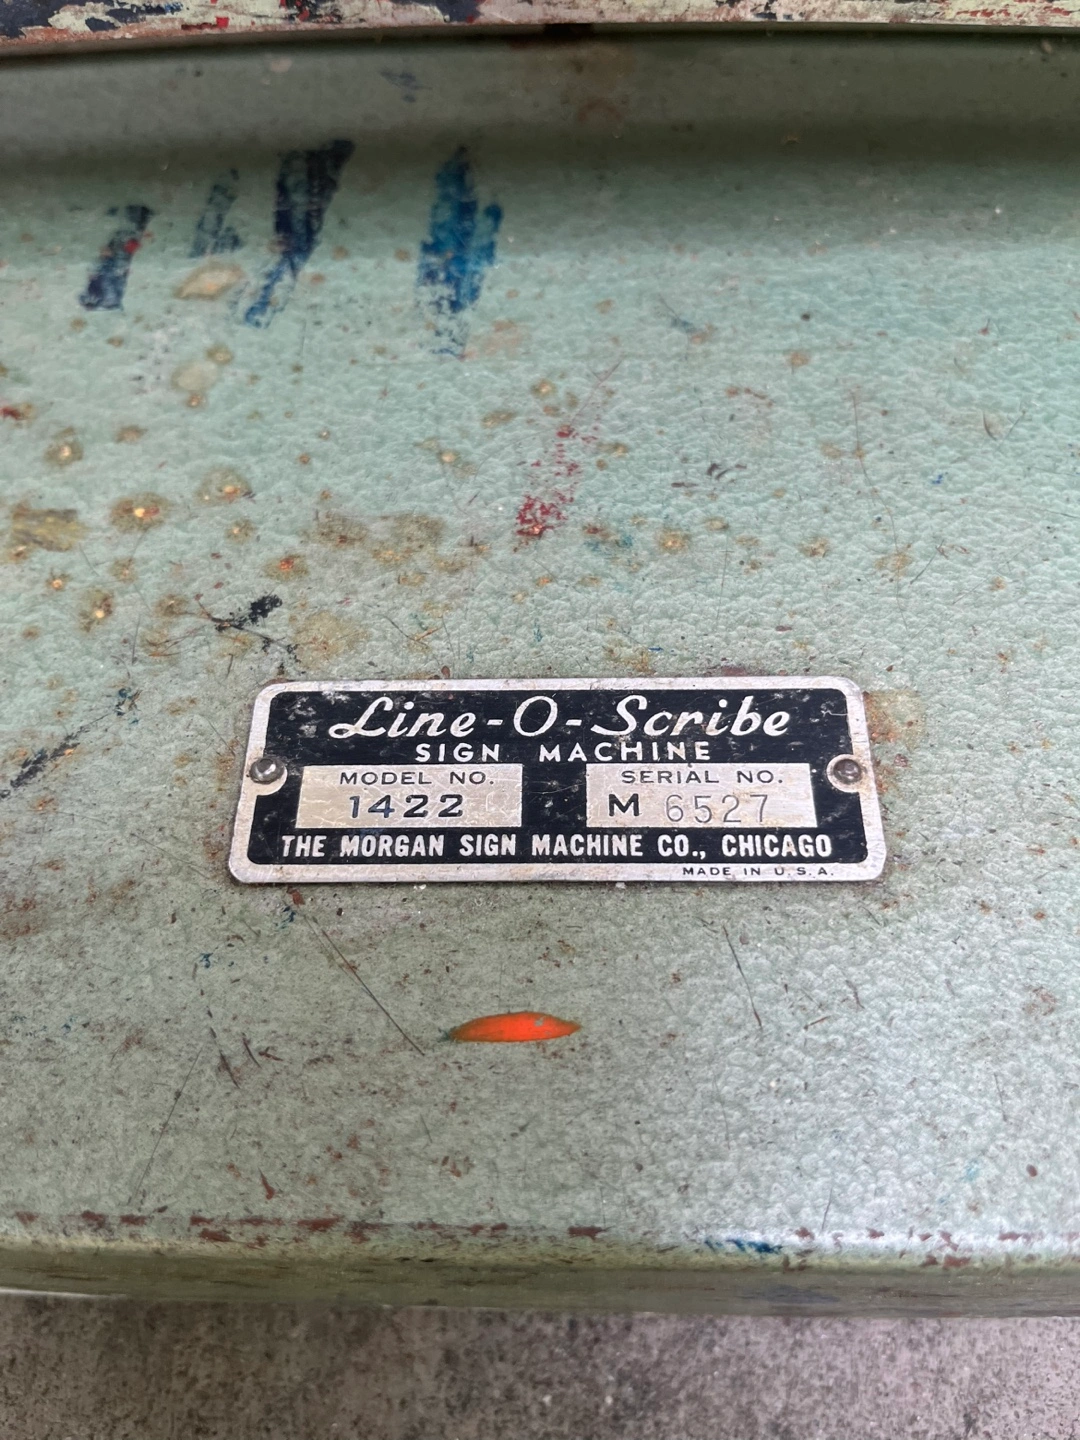 Line-O-Scribe
SIGN MACHINE
MODEL NO. SERIAL NO.
1422 M 6527
THE MORGAN SIGN MACHINE CO., CHICAGO
MADE IN U.S.A.